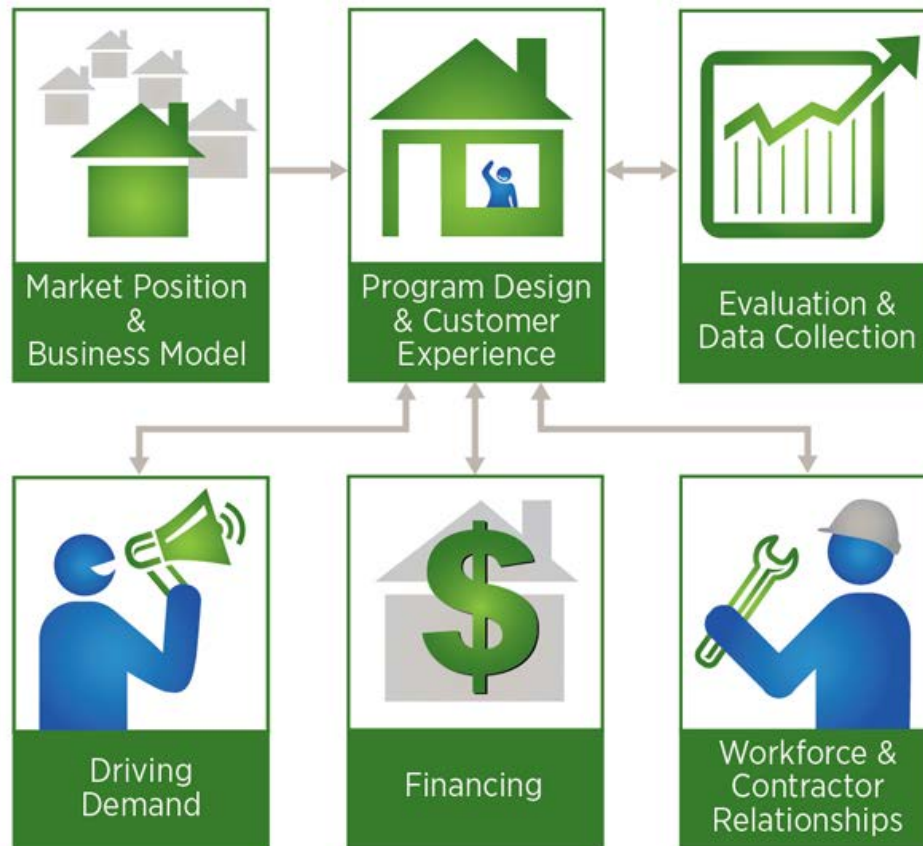 Market Position
&
Business Model
Program Design
& Customer
Experience
Evaluation &
Data Collection
Driving
Demand
$
Financing
Workforce &
Contractor
Relationships